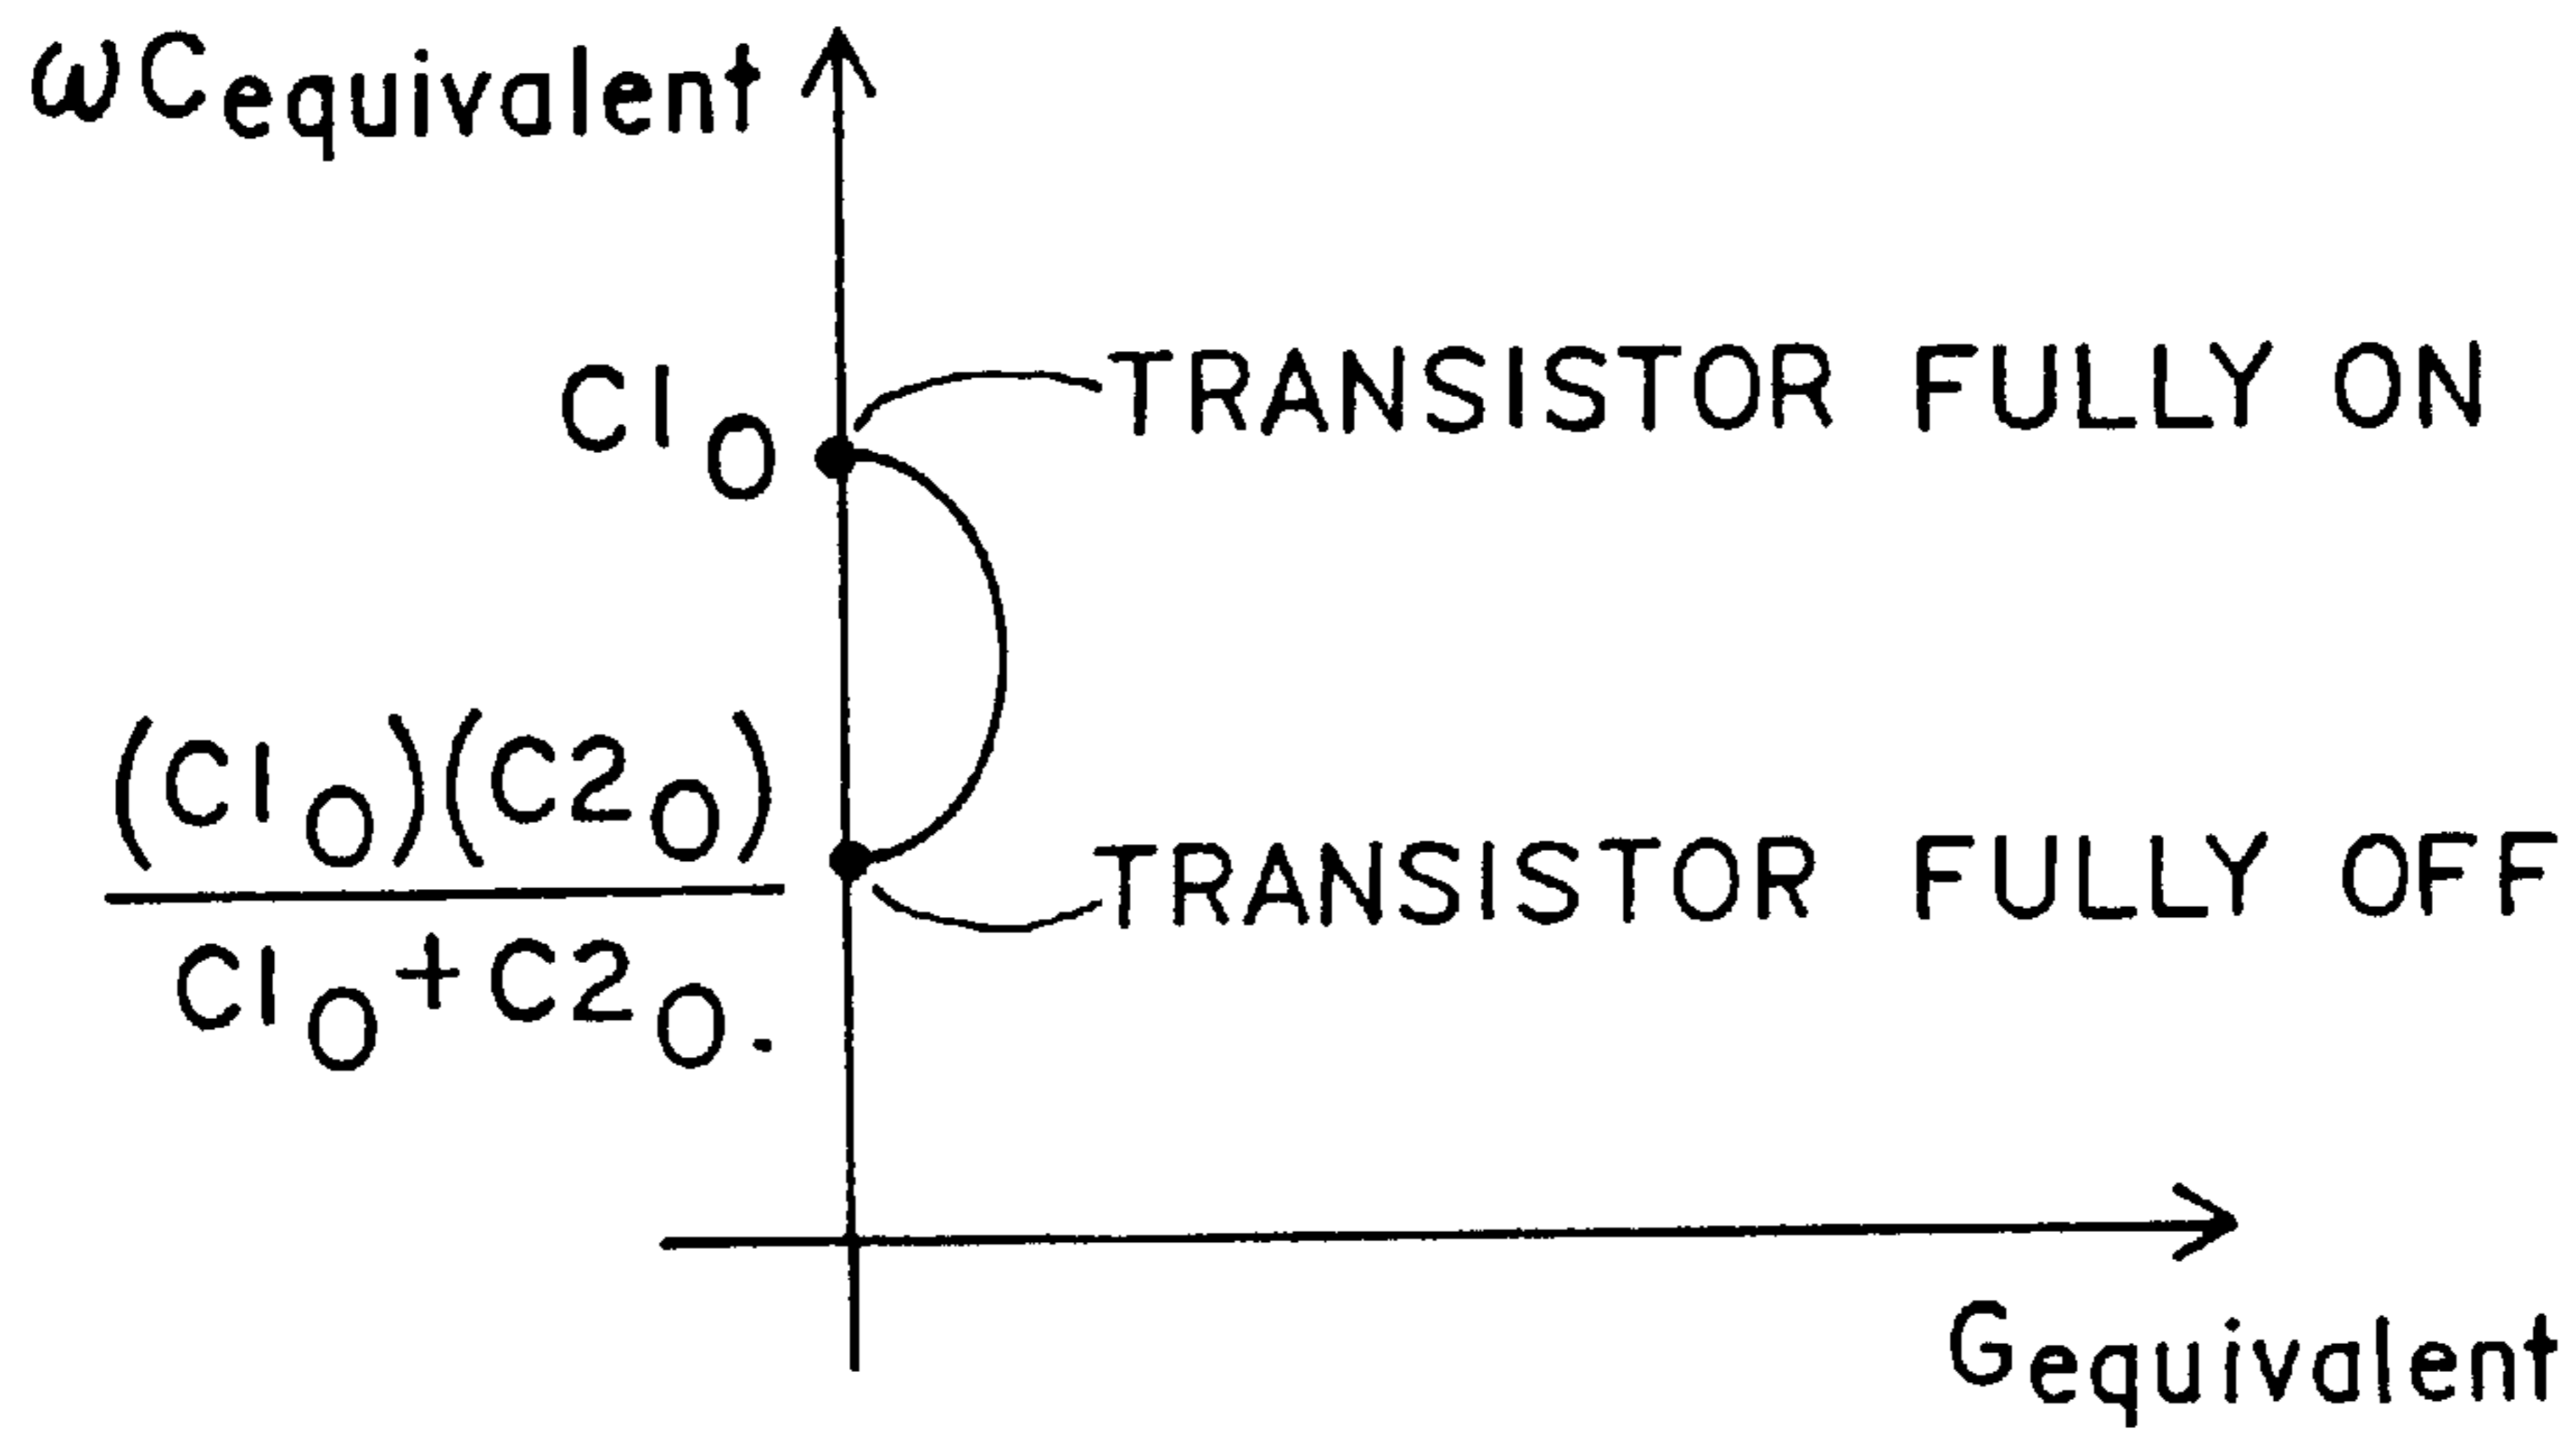 ωCequivalent
C1O TRANSISTOR FULLY ON
(C1O)(C2O)
C1O+C2O.
TRANSISTOR FULLY OFF
Gequivalent